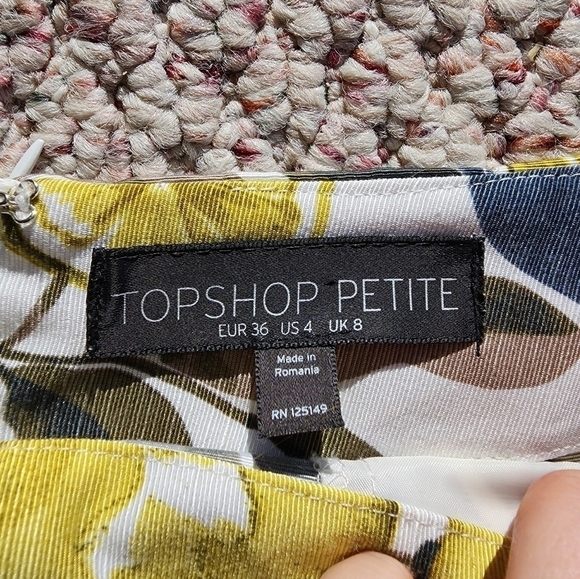 TOPSHOP PETITE
EUR 36 US 4 UK 8
Made in
Romania
RN 125149